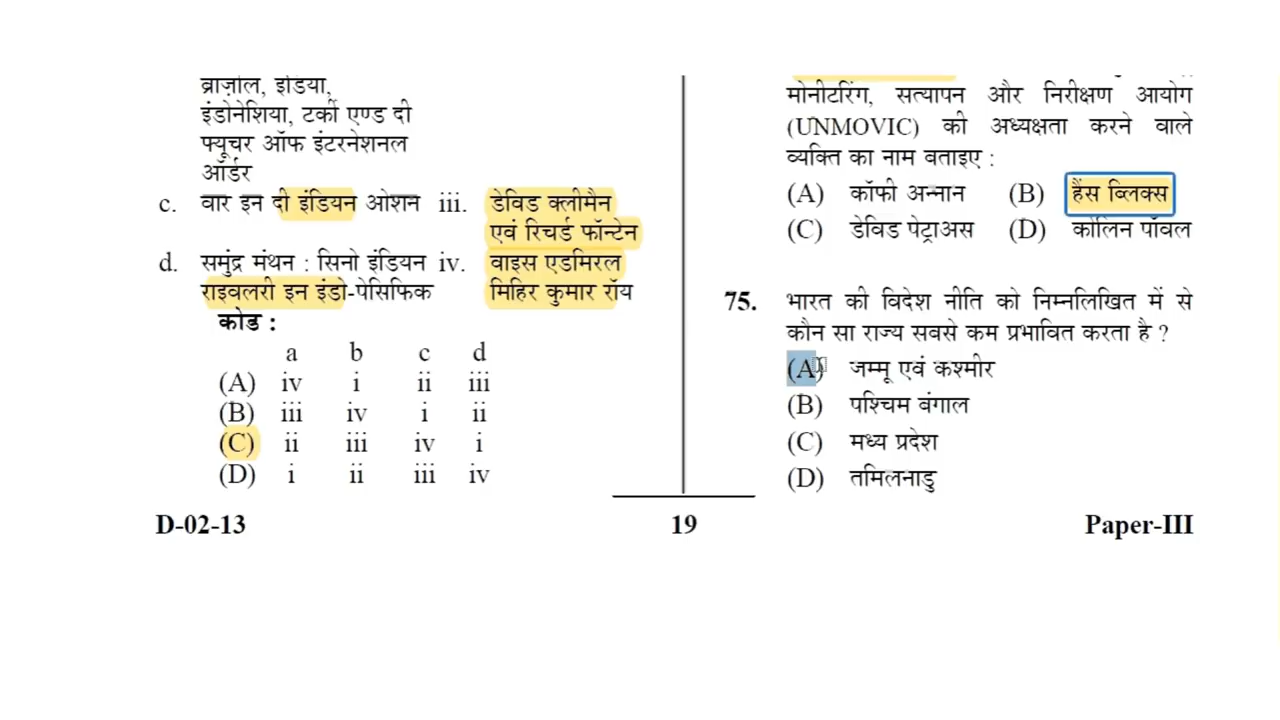 ब्राज़ील, इंडिया,
इंडोनेशिया, टर्की एण्ड दी
फ्यूचर ऑफ इंटरनेशनल
ऑर्डर
c. वार इन दी इंडियन ओशन iii. डेविड क्लीमैन
एवं रिचर्ड फॉन्टेन
d. समुंद्र मंथन : सिनो इंडियन iv. वाइस एडमिरल
राइवलरी इन इंडो-पेसिफिक मिहिर कुमार रॉय
कोड :
a b c d
(A) iv i ii iii
(B) iii iv i ii
(C) ii iii iv i
(D) i ii iii iv
मोनीटरिंग, सत्यापन और निरीक्षण आयोग
(UNMOVIC) की अध्यक्षता करने वाले
व्यक्ति का नाम बताइए :
(A) कॉफी अन्नान (B) हैंस ब्लिक्स
(C) डेविड पेट्राअस (D) कोलिन पॉवल
75. भारत की विदेश नीति को निम्नलिखित में से
कौन सा राज्य सबसे कम प्रभावित करता है ?
(A) जम्मू एवं कश्मीर
(B) पश्चिम बंगाल
(C) मध्य प्रदेश
(D) तमिलनाडु
D-02-13 19 Paper-III